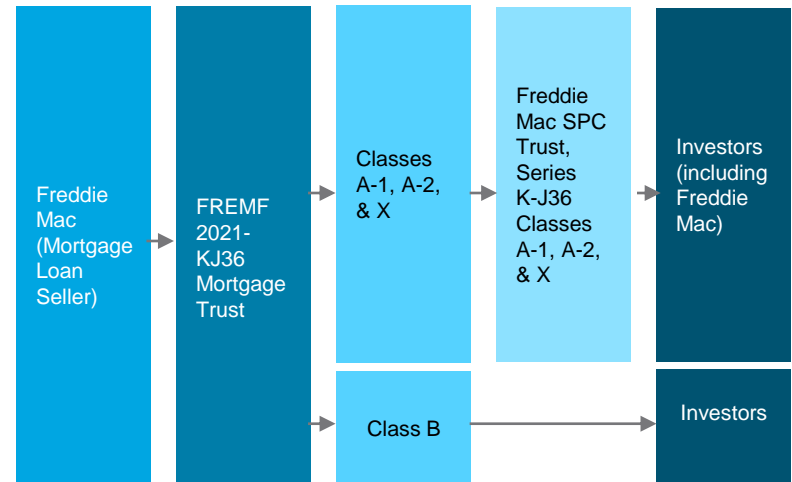 Freddie
Mac
(Mortgage
Loan
Seller)
FREMF
2021-
KJ36
Mortgage
Trust
Classes
A-1, A-2,
& X
Freddie
Mac SPC
Trust,
Series
K-J36
Classes
A-1, A-2,
& X
Investors
(including
Freddie
Mac)
Class B
Investors